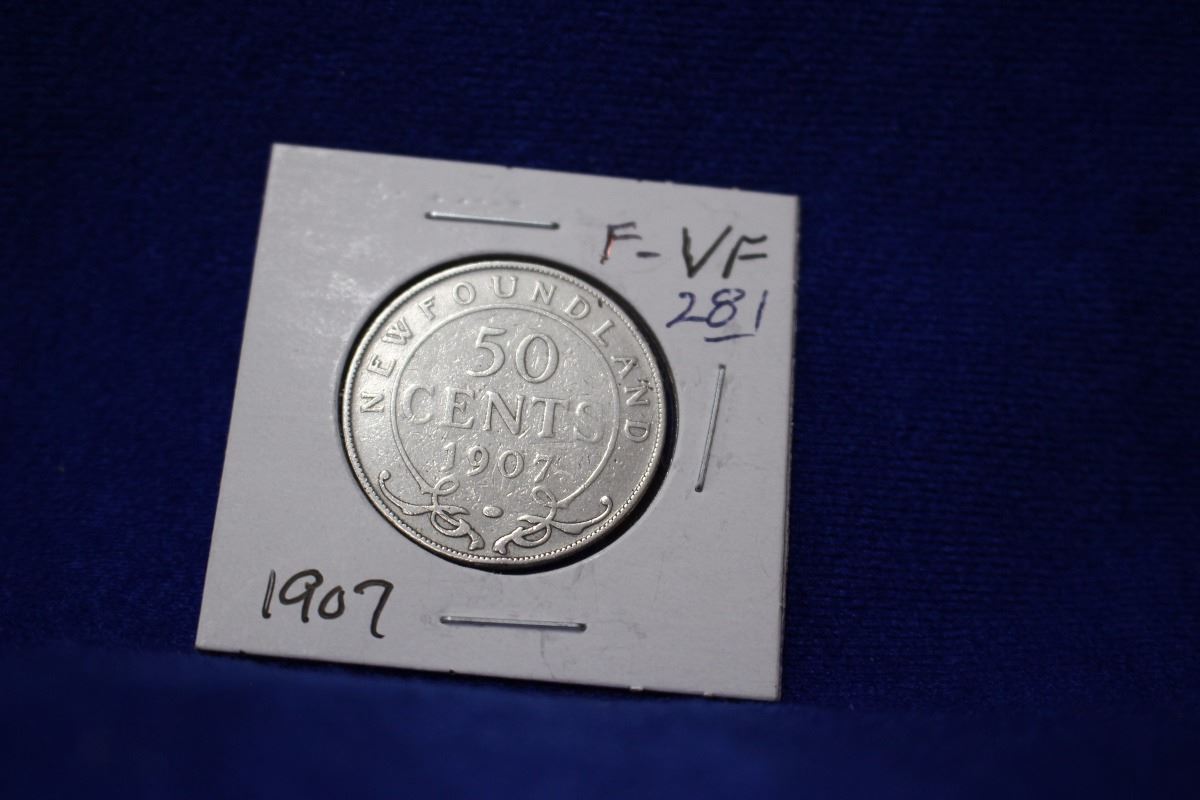 F-VF
281
NEWFOUNDLAND
50
CENTS
1907
1907